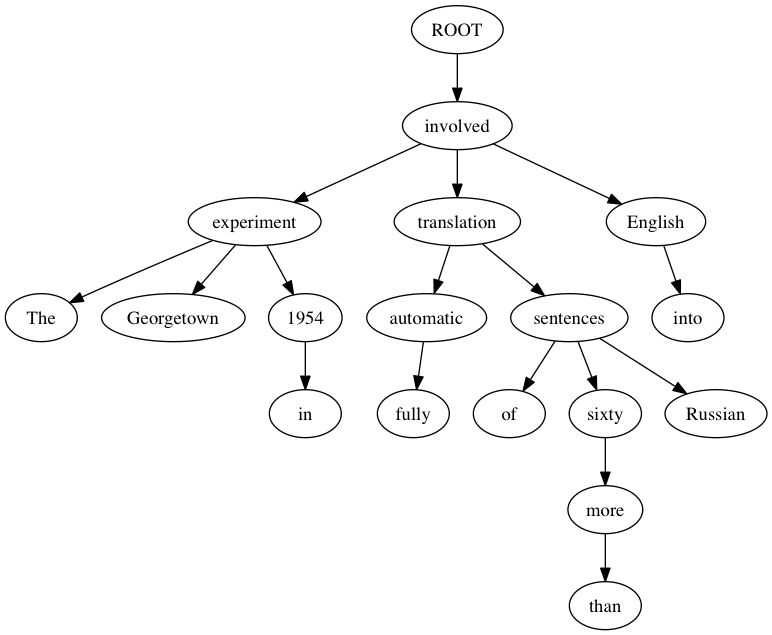 ROOT
involved
experiment translation English
The Georgetown 1954 automatic sentences into
in fully of sixty Russian
more
than